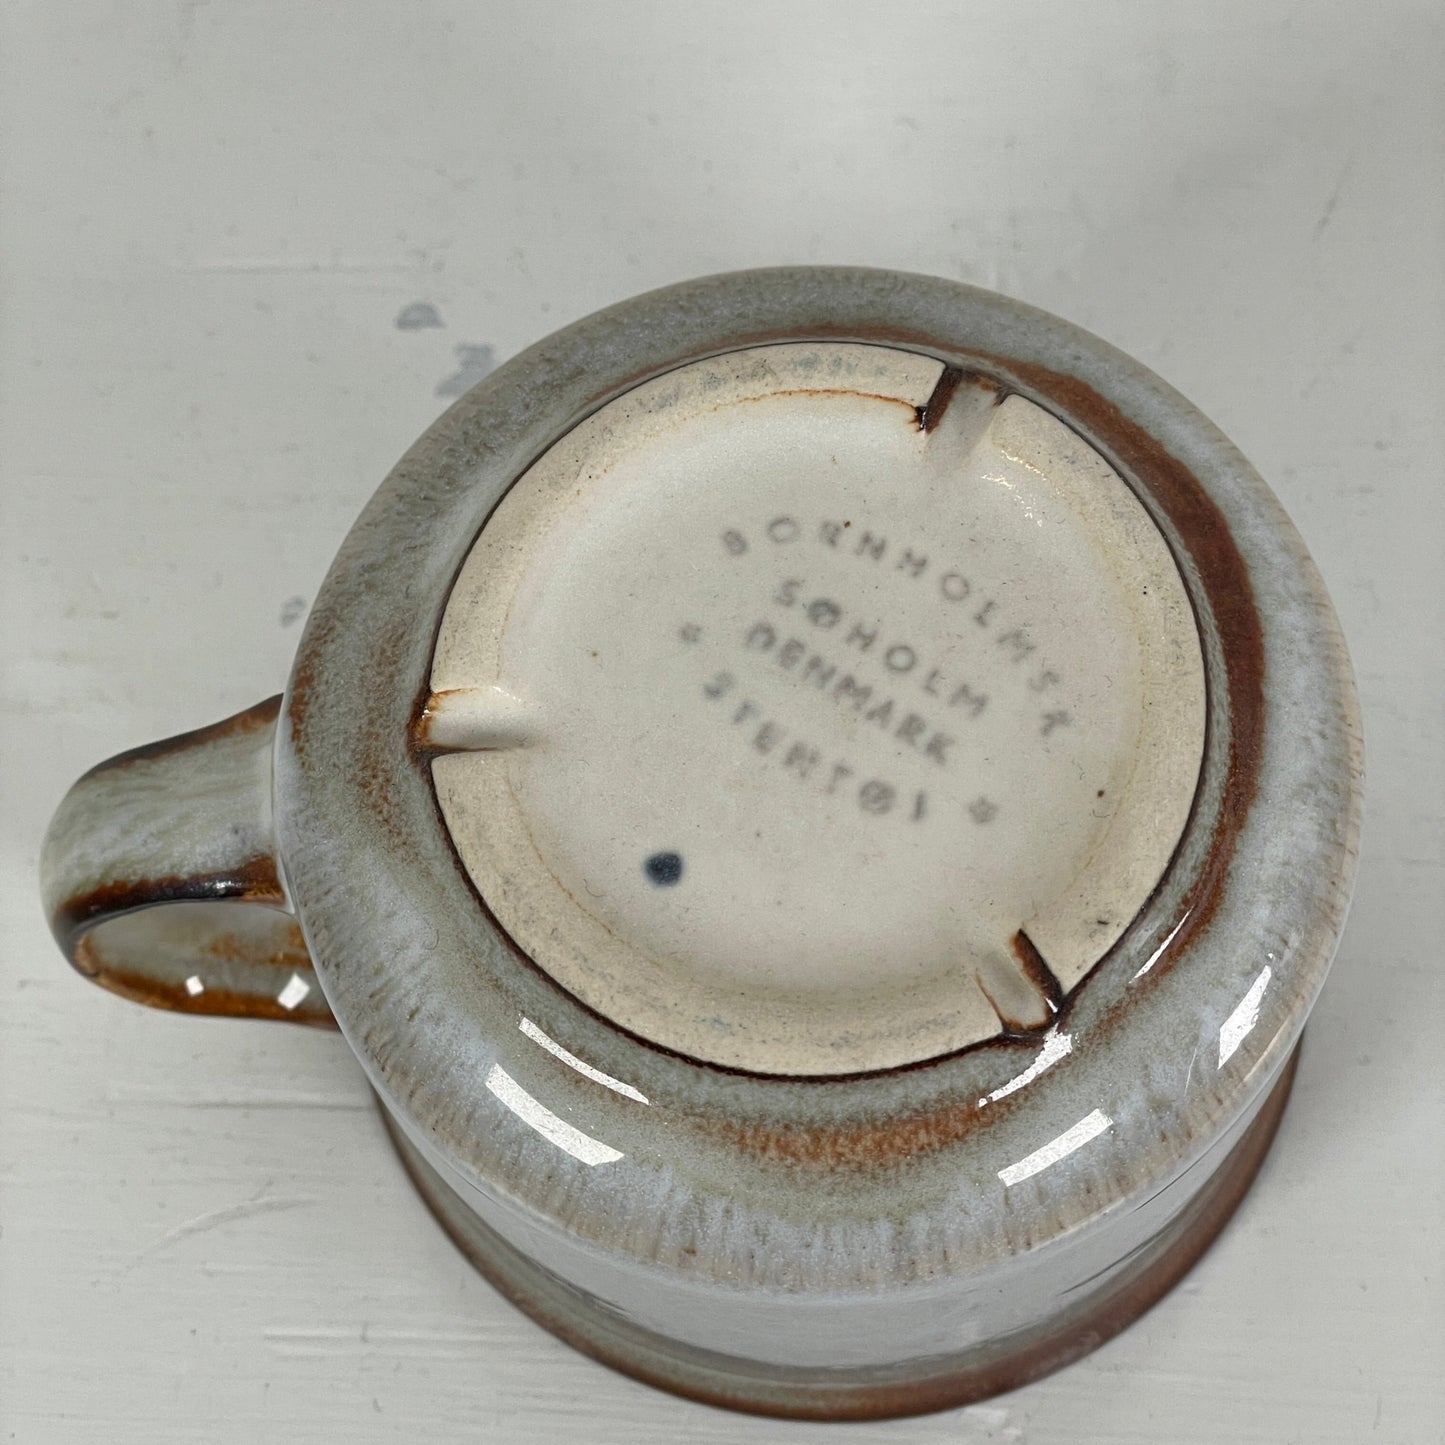 BORNHOLMSK
SØHOLM
DENMARK
* STENTØJ *